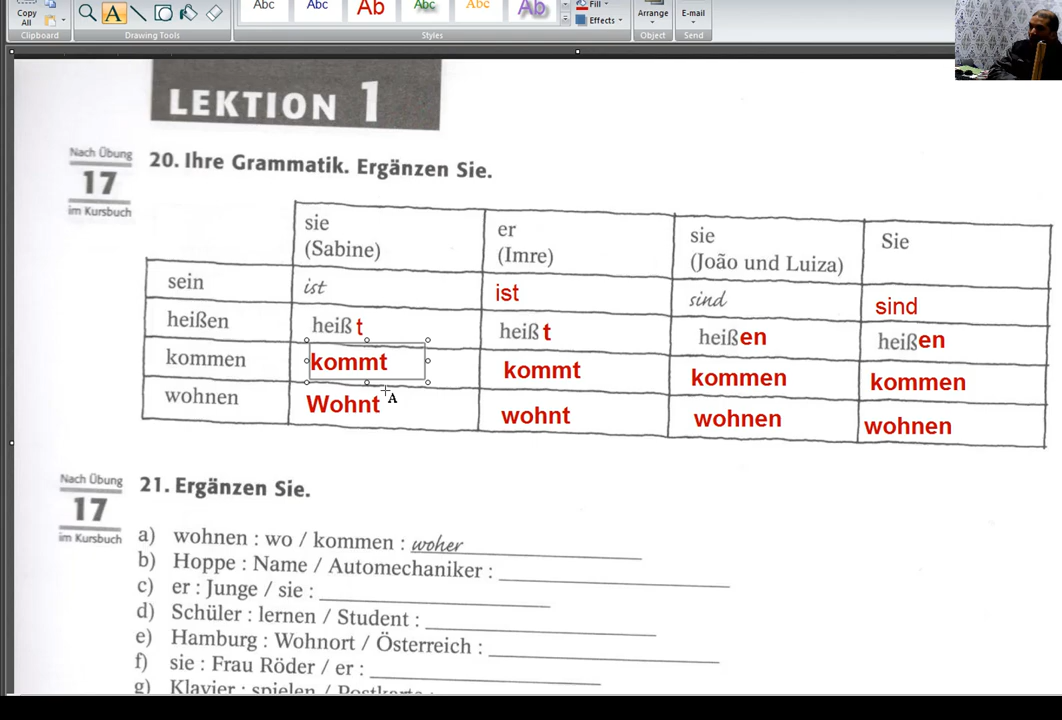 Copy
All
Clipboard
Drawing Tools
Abc Abc Ab Abc Abc Ab
Styles
Fill
Effects
Arrange
Object
E-mail
Send
LEKTION 1
Nach Übung
17
im Kursbuch
20. Ihre Grammatik. Ergänzen Sie.
sie
(Sabine)
er
(Imre)
sie
(João und Luiza)
Sie
sein ist ist sind sind
heißen heißt heißt heißen heißen
kommen kommt kommt kommen kommen
wohnen Wohnt wohnt wohnen wohnen
A
Nach Übung
17
im Kursbuch
21. Ergänzen Sie.
a) wohnen : wo / kommen : woher
b) Hoppe : Name / Automechaniker :
c) er : Junge / sie :
d) Schüler : lernen / Student :
e) Hamburg : Wohnort / Österreich :
f) sie : Frau Röder / er :
g) Klavier : spielen / Postkarte :